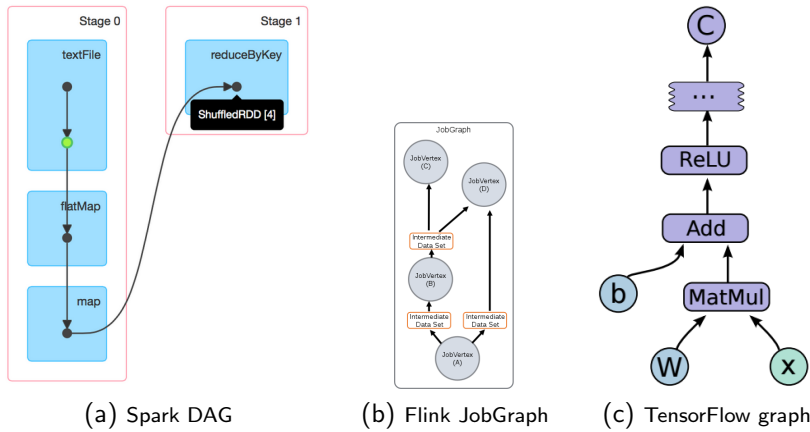 Stage 0
textFile
flatMap
map
Stage 1
reduceByKey
ShuffledRDD [4]
(a) Spark DAG
JobGraph
JobVertex
(C)
JobVertex
(D)
Intermediate
Data Set
JobVertex
(B)
Intermediate
Data Set
Intermediate
Data Set
JobVertex
(A)
(b) Flink JobGraph
C
...
ReLU
Add
b
MatMul
W
x
(c) TensorFlow graph